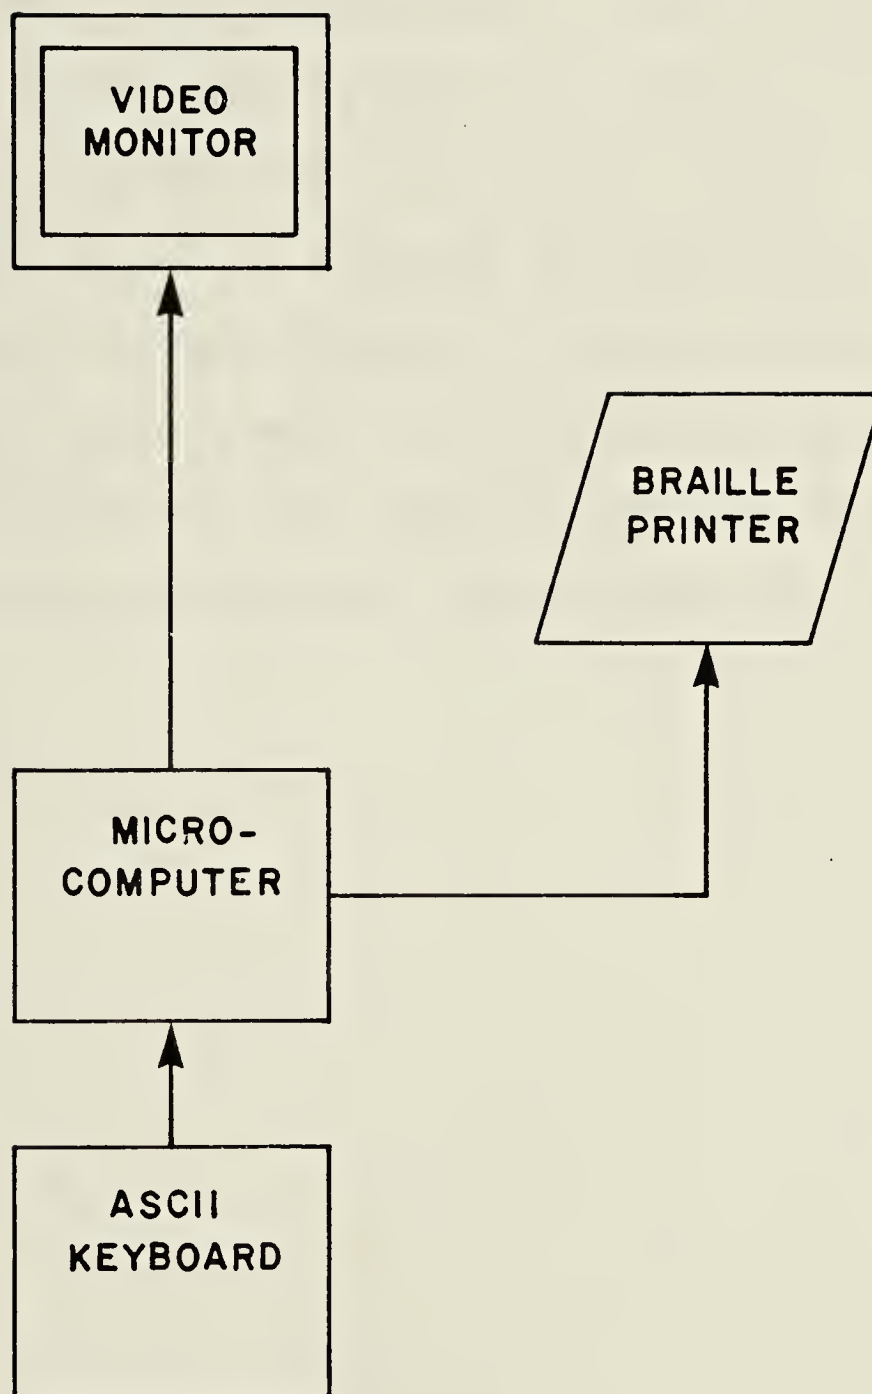 VIDEO
MONITOR
BRAILLE
PRINTER
MICRO-
COMPUTER
ASCII
KEYBOARD